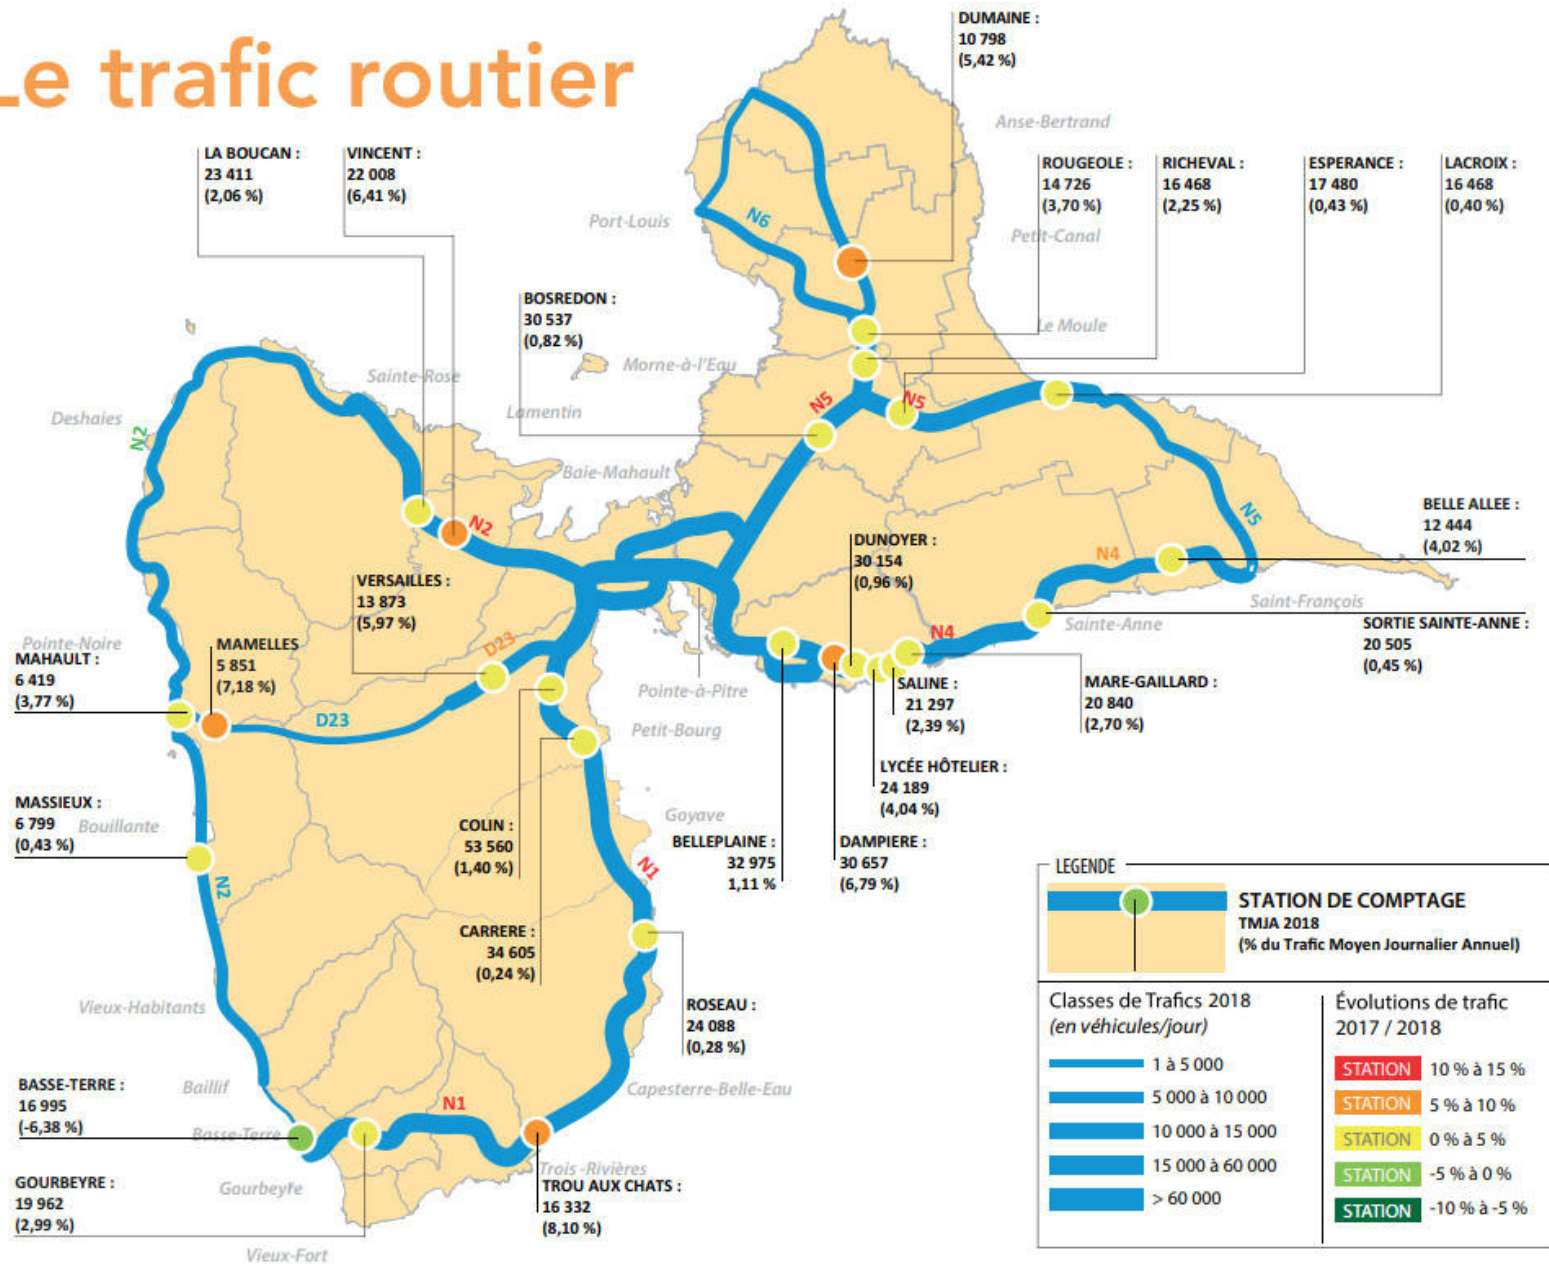 Le trafic routier
DUMAINE :
10 798
(5,42 %)
Anse-Bertrand
LA BOUCAN :
23 411
(2,06 %)
VINCENT :
22 008
(6,41 %)
ROUGEOLE :
14 726
(3,70 %)
RICHEVAL :
16 468
(2,25 %)
ESPERANCE :
17 480
(0,43 %)
LACROIX :
16 468
(0,40 %)
Port-Louis
N6
Petit-Canal
BOSREDON :
30 537
(0,82 %)
Le Moule
Morne-à-l'Eau
Sainte-Rose
Lamentin
Deshaies
N2
N5
N5
Baie-Mahault
N2
N5
BELLE ALLEE :
12 444
(4,02 %)
DUNOYER :
30 154
(0,96 %)
N4
VERSAILLES :
13 873
(5,97 %)
Saint-François
Sainte-Anne
SORTIE SAINTE-ANNE :
20 505
(0,45 %)
N4
Pointe-Noire
MAHAULT :
6 419
(3,77 %)
MAMELLES
5 851
(7,18 %)
D23
D23
Pointe-à-Pitre
SALINE :
21 297
(2,39 %)
MARE-GAILLARD :
20 840
(2,70 %)
Petit-Bourg
LYCÉE HÔTELIER :
24 189
(4,04 %)
MASSIEUX :
6 799
(0,43 %)
Bouillante
Goyave
COLIN :
53 560
(1,40 %)
BELLEPLAINE :
32 975
1,11 %
DAMPIERE :
30 657
(6,79 %)
N1
N2
CARRERE :
34 605
(0,24 %)
Vieux-Habitants
ROSEAU :
24 088
(0,28 %)
BASSE-TERRE :
16 995
(-6,38 %)
Baillif
N1
Capesterre-Belle-Eau
Basse-Terre
GOURBEYRE :
19 962
(2,99 %)
Gourbeyre
Trois -Rivières
TROU AUX CHATS :
16 332
(8,10 %)
Vieux-Fort
LEGENDE
STATION DE COMPTAGE
TMJA 2018
(% du Trafic Moyen Journalier Annuel)
Classes de Trafics 2018
(en véhicules/jour)
1 à 5 000
5 000 à 10 000
10 000 à 15 000
15 000 à 60 000
> 60 000
Évolutions de trafic
2017 / 2018
STATION 10 % à 15 %
STATION 5 % à 10 %
STATION 0 % à 5 %
STATION -5 % à 0 %
STATION -10 % à -5 %